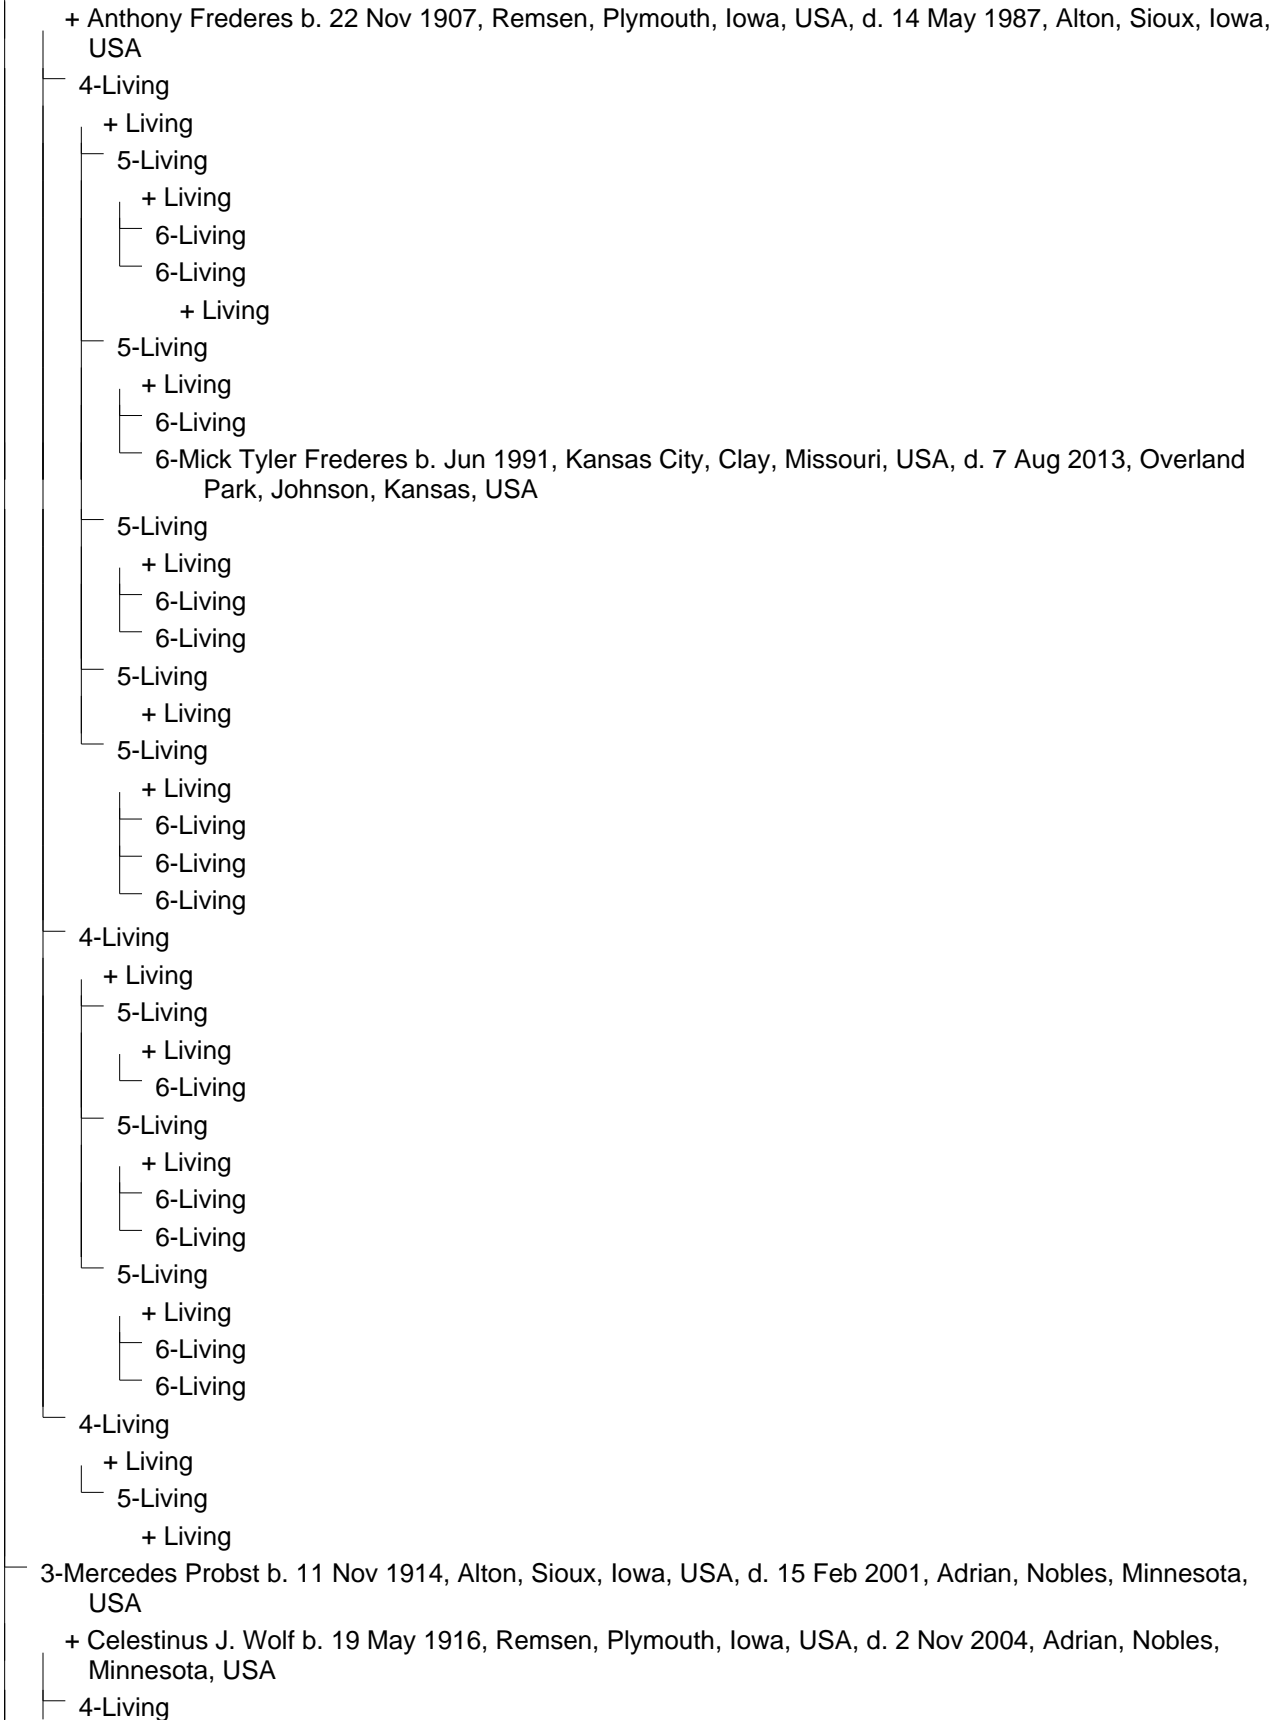 + Anthony Frederes b. 22 Nov 1907, Remsen, Plymouth, Iowa, USA, d. 14 May 1987, Alton, Sioux, Iowa,
USA
4-Living
+ Living
5-Living
+ Living
6-Living
6-Living
+ Living
5-Living
+ Living
6-Living
6-Mick Tyler Frederes b. Jun 1991, Kansas City, Clay, Missouri, USA, d. 7 Aug 2013, Overland
Park, Johnson, Kansas, USA
5-Living
+ Living
6-Living
6-Living
5-Living
+ Living
5-Living
+ Living
6-Living
6-Living
6-Living
4-Living
+ Living
5-Living
+ Living
6-Living
5-Living
+ Living
6-Living
6-Living
5-Living
+ Living
6-Living
6-Living
4-Living
+ Living
5-Living
+ Living
3-Mercedes Probst b. 11 Nov 1914, Alton, Sioux, Iowa, USA, d. 15 Feb 2001, Adrian, Nobles, Minnesota,
USA
+ Celestinus J. Wolf b. 19 May 1916, Remsen, Plymouth, Iowa, USA, d. 2 Nov 2004, Adrian, Nobles,
Minnesota, USA
4-Living